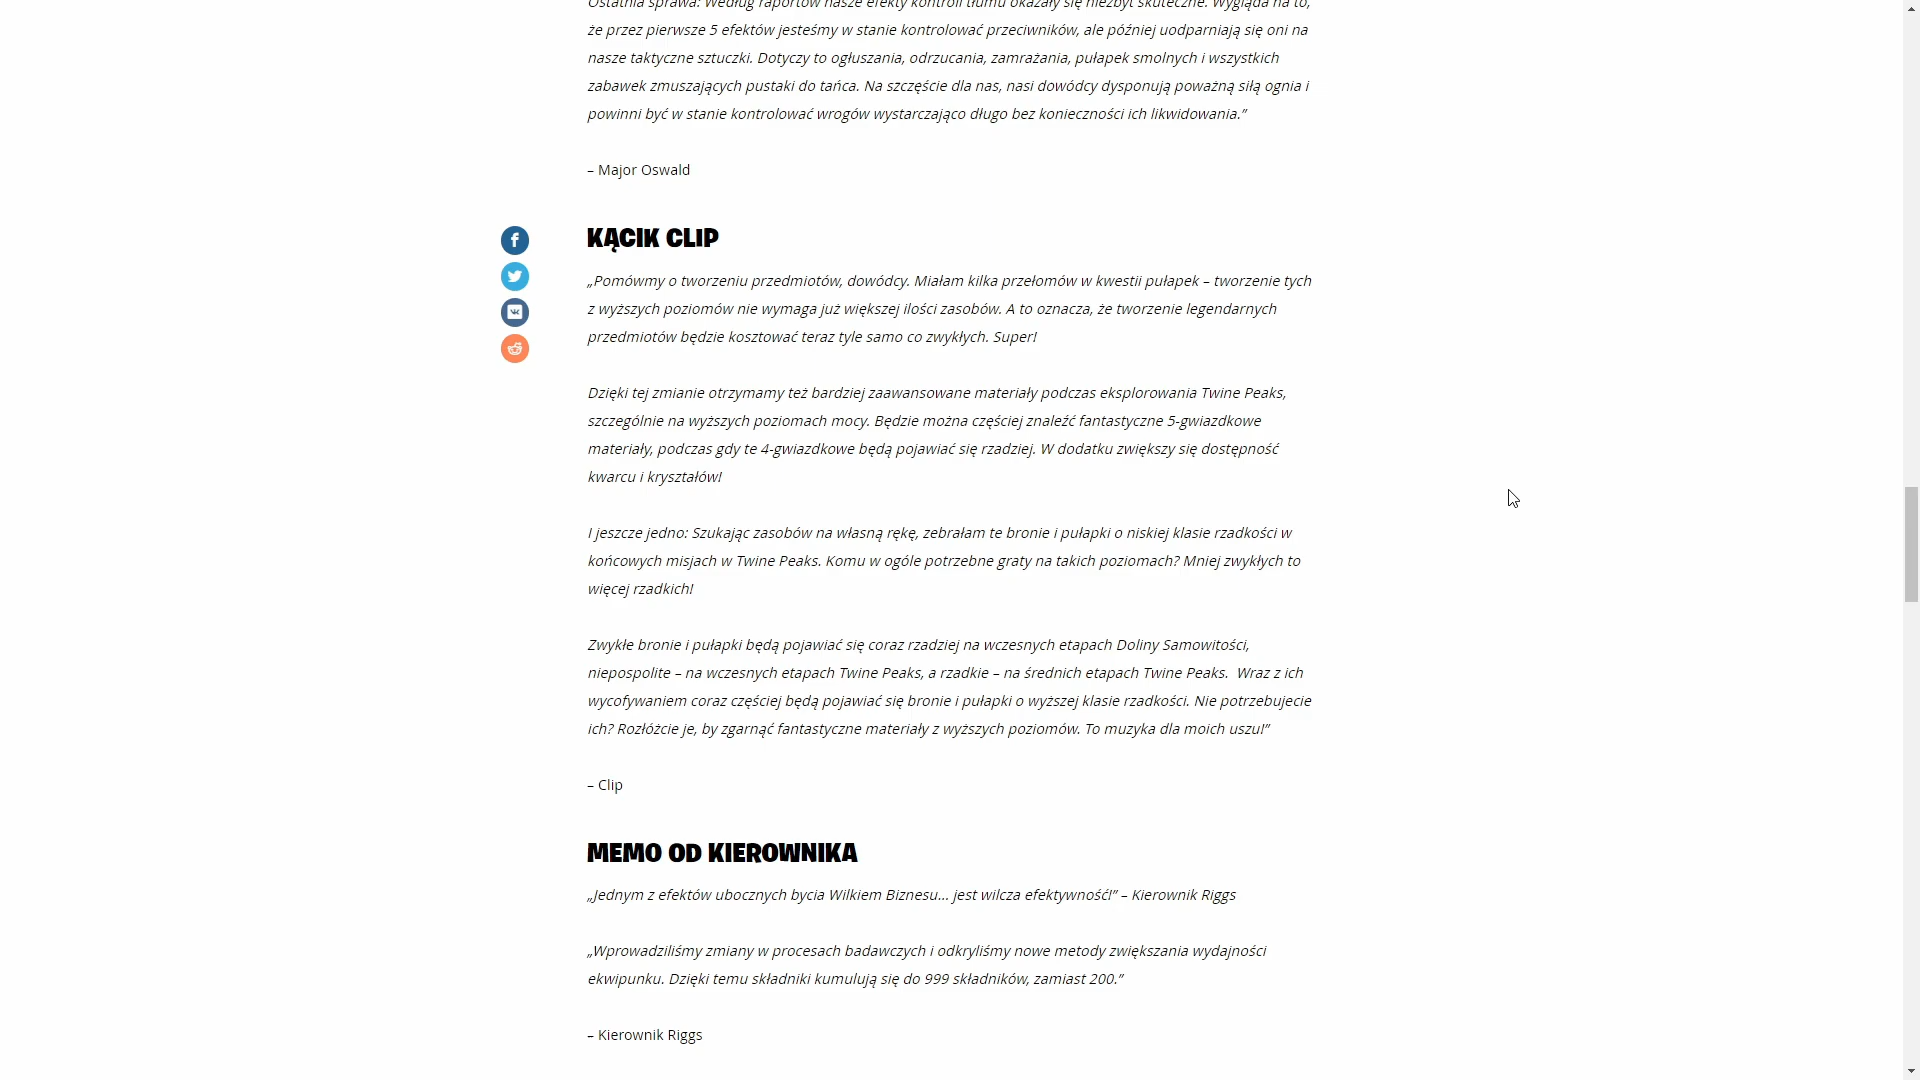 Ostatnia sprawa: Według raportów nasze efekty kontroli tłumu okazały się niezbyt skuteczne. Wygląda na to,
że przez pierwsze 5 efektów jesteśmy w stanie kontrolować przeciwników, ale później uodparniają się oni na
nasze taktyczne sztuczki. Dotyczy to ogłuszania, odrzucania, zamrażania, pułapek smolnych i wszystkich
zabawek zmuszających pustaki do tańca. Na szczęście dla nas, nasi dowódcy dysponują poważną siłą ognia i
powinni być w stanie kontrolować wrogów wystarczająco długo bez konieczności ich likwidowania.”
– Major Oswald
KĄCIK CLIP
„Pomówmy o tworzeniu przedmiotów, dowódcy. Miałam kilka przełomów w kwestii pułapek – tworzenie tych
z wyższych poziomów nie wymaga już większej ilości zasobów. A to oznacza, że tworzenie legendarnych
przedmiotów będzie kosztować teraz tyle samo co zwykłych. Super!
Dzięki tej zmianie otrzymamy też bardziej zaawansowane materiały podczas eksplorowania Twine Peaks,
szczególnie na wyższych poziomach mocy. Będzie można częściej znaleźć fantastyczne 5-gwiazdkowe
materiały, podczas gdy te 4-gwiazdkowe będą pojawiać się rzadziej. W dodatku zwiększy się dostępność
kwarcu i kryształów!
I jeszcze jedno: Szukając zasobów na własną rękę, zebrałam te bronie i pułapki o niskiej klasie rzadkości w
końcowych misjach w Twine Peaks. Komu w ogóle potrzebne graty na takich poziomach? Mniej zwykłych to
więcej rzadkich!
Zwykłe bronie i pułapki będą pojawiać się coraz rzadziej na wczesnych etapach Doliny Samowitości,
niepospolite – na wczesnych etapach Twine Peaks, a rzadkie – na średnich etapach Twine Peaks.  Wraz z ich
wycofywaniem coraz częściej będą pojawiać się bronie i pułapki o wyższej klasie rzadkości. Nie potrzebujecie
ich? Rozłóżcie je, by zgarnąć fantastyczne materiały z wyższych poziomów. To muzyka dla moich uszu!”
– Clip
MEMO OD KIEROWNIKA
„Jednym z efektów ubocznych bycia Wilkiem Biznesu... jest wilcza efektywność!” – Kierownik Riggs
„Wprowadziliśmy zmiany w procesach badawczych i odkryliśmy nowe metody zwiększania wydajności
ekwipunku. Dzięki temu składniki kumulują się do 999 składników, zamiast 200.”
– Kierownik Riggs